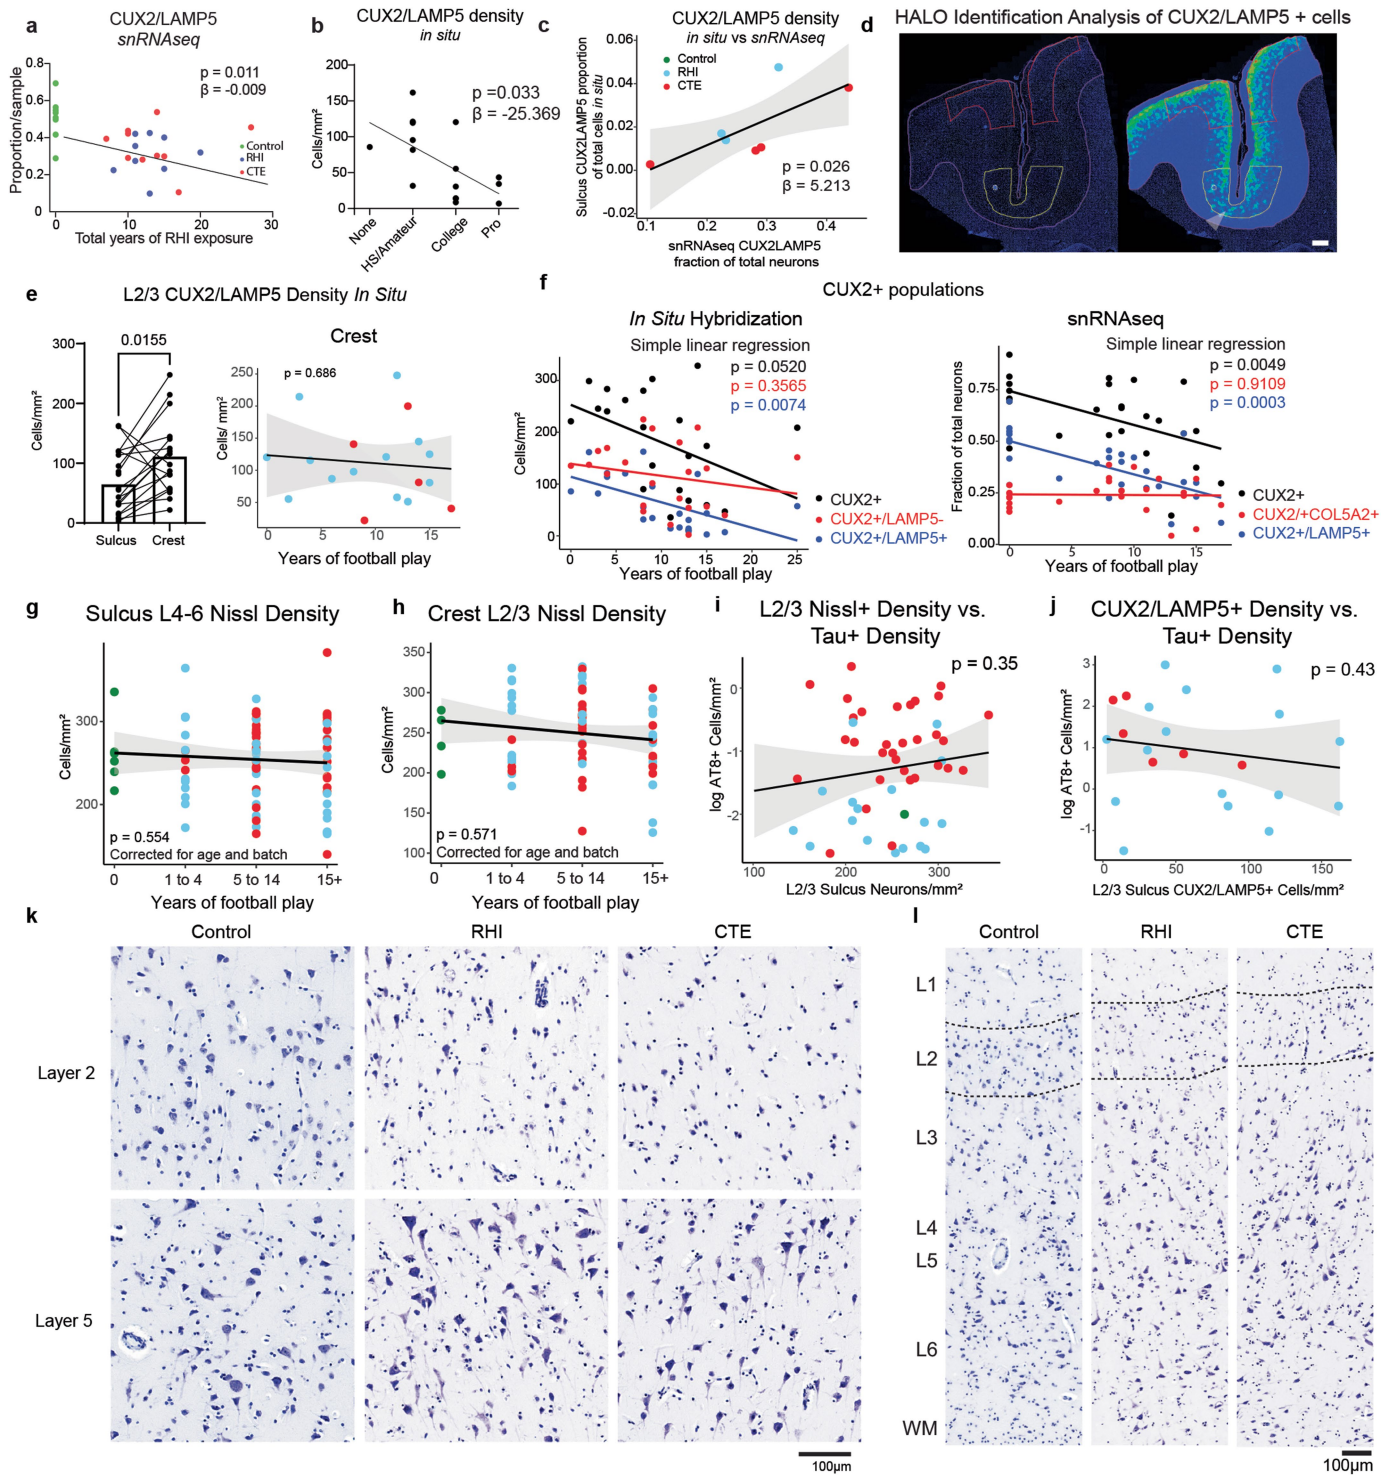 a
CUX2/LAMP5
snRNAseq
p = 0.011
β = -0.009
Proportion/sample
0.8
0.6
0.4
0.2
0
Control
RHI
CTE
0
10
20
30
Total years of RHI exposure
b
CUX2/LAMP5 density
in situ
p =0.033
β = -25.369
Cells/mm²
200
150
100
50
0
None
HS/Amateur
College
Pro
c
CUX2/LAMP5 density
in situ vs snRNAseq
Control
RHI
CTE
Sulcus CUX2LAMP5 proportion
of total cells in situ
0.06
0.04
0.02
0.00
-0.02
p = 0.026
β = 5.213
0.1
0.2
0.3
0.4
snRNAseq CUX2LAMP5
fraction of total neurons
d
HALO Identification Analysis of CUX2/LAMP5 + cells
e
L2/3 CUX2/LAMP5 Density In Situ
0.0155
Cells/mm²
300
200
100
0
Sulcus
Crest
Crest
p = 0.686
Cells/ mm²
250
200
150
100
50
0
5
10
15
Years of football play
f
CUX2+ populations
In Situ Hybridization
Simple linear regression
p = 0.0520
p = 0.3565
p = 0.0074
Cells/mm²
300
200
100
0
0
5
10
15
20
25
Years of football play
CUX2+
CUX2+/LAMP5-
CUX2+/LAMP5+
snRNAseq
Simple linear regression
p = 0.0049
p = 0.9109
p = 0.0003
Fraction of total neurons
0.75
0.50
0.25
0.00
0
5
10
15
Years of football play
CUX2+
CUX2/+COL5A2+
CUX2+/LAMP5+
g
Sulcus L4-6 Nissl Density
Cells/mm²
300
200
p = 0.554
Corrected for age and batch
0
1 to 4
5 to 14
15+
Years of football play
h
Crest L2/3 Nissl Density
Cells/mm²
350
300
250
200
150
100
p = 0.571
Corrected for age and batch
0
1 to 4
5 to 14
15+
Years of football play
i
L2/3 Nissl+ Density vs.
Tau+ Density
p = 0.35
log AT8+ Cells/mm²
0
-1
-2
100
200
300
L2/3 Sulcus Neurons/mm²
j
CUX2/LAMP5+ Density vs.
Tau+ Density
p = 0.43
log AT8+ Cells/mm²
3
2
1
0
-1
0
50
100
150
L2/3 Sulcus CUX2/LAMP5+ Cells/mm²
k
Control
RHI
CTE
Layer 2
Layer 5
100µm
l
Control
RHI
CTE
L1
L2
L3
L4
L5
L6
WM
100µm